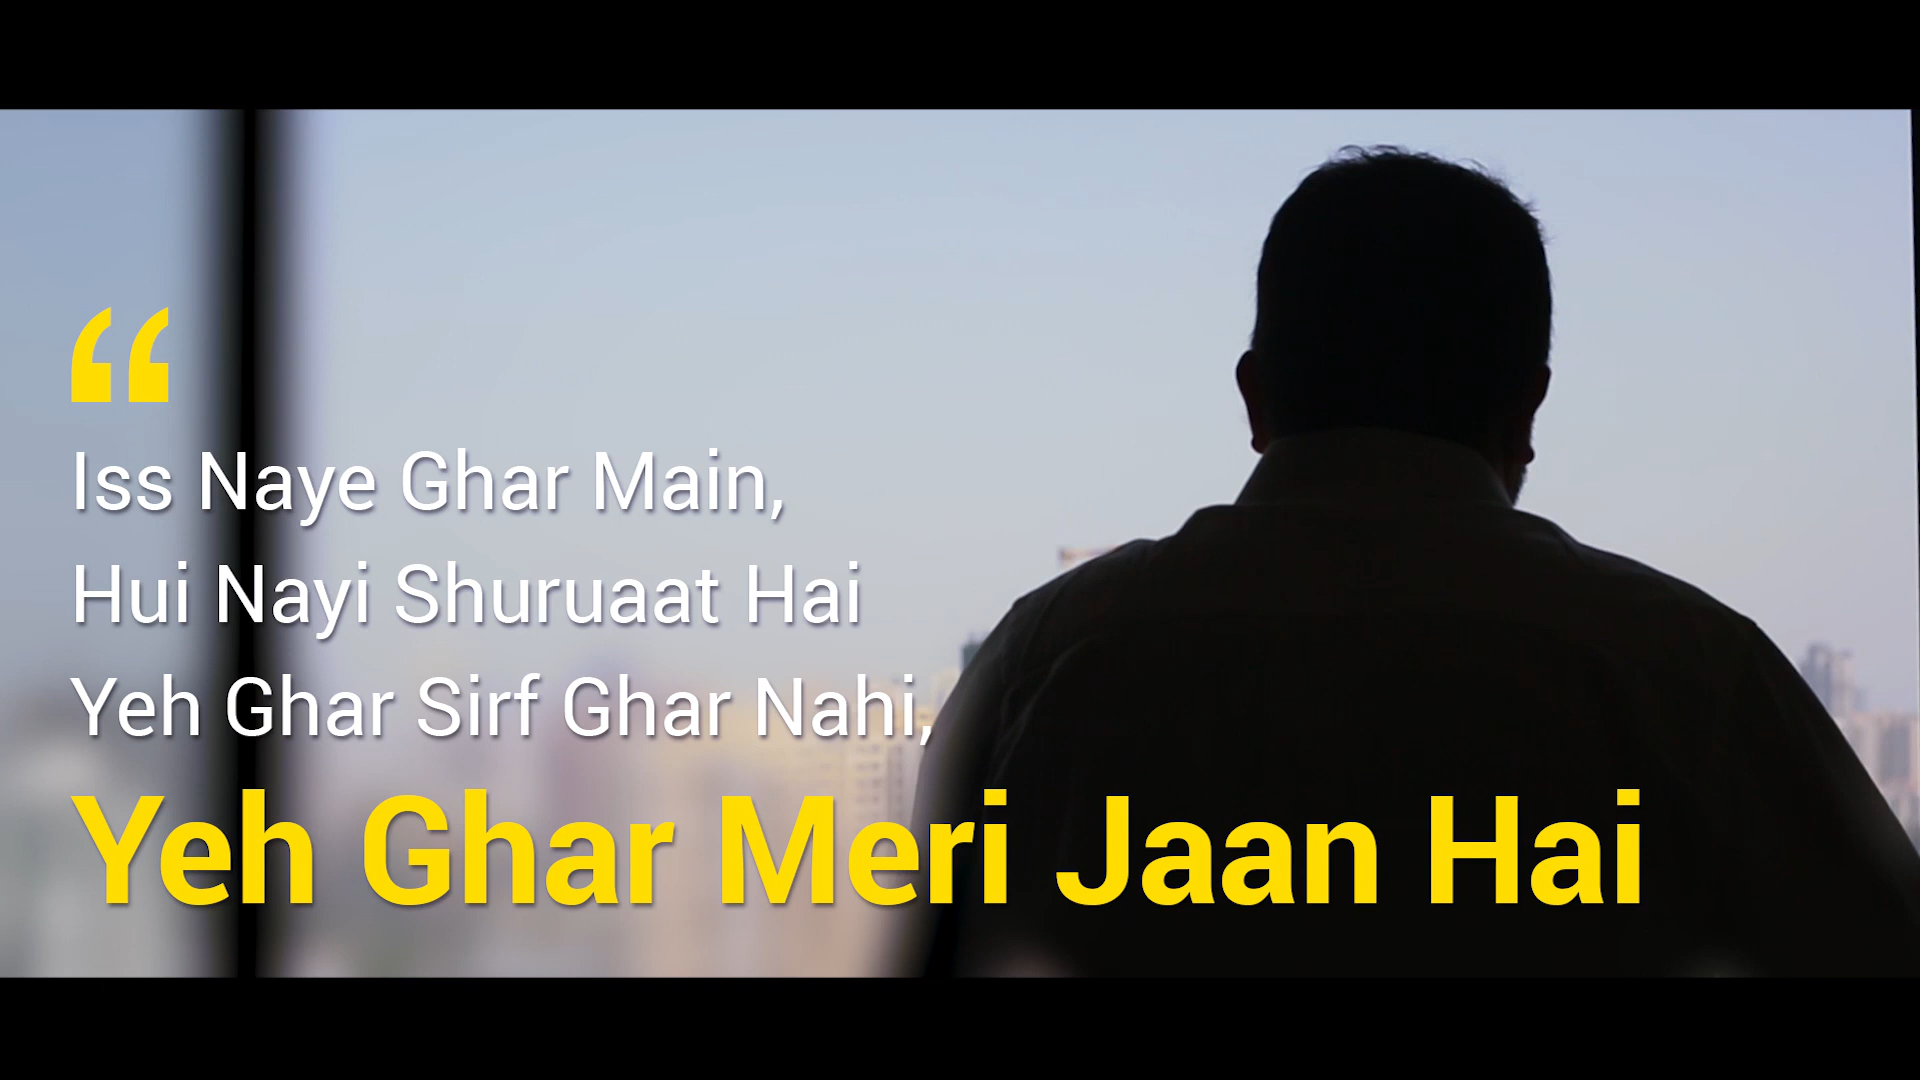 “
Iss Naye Ghar Main,
Hui Nayi Shuruaat Hai
Yeh Ghar Sirf Ghar Nahi,
Yeh Ghar Meri Jaan Hai